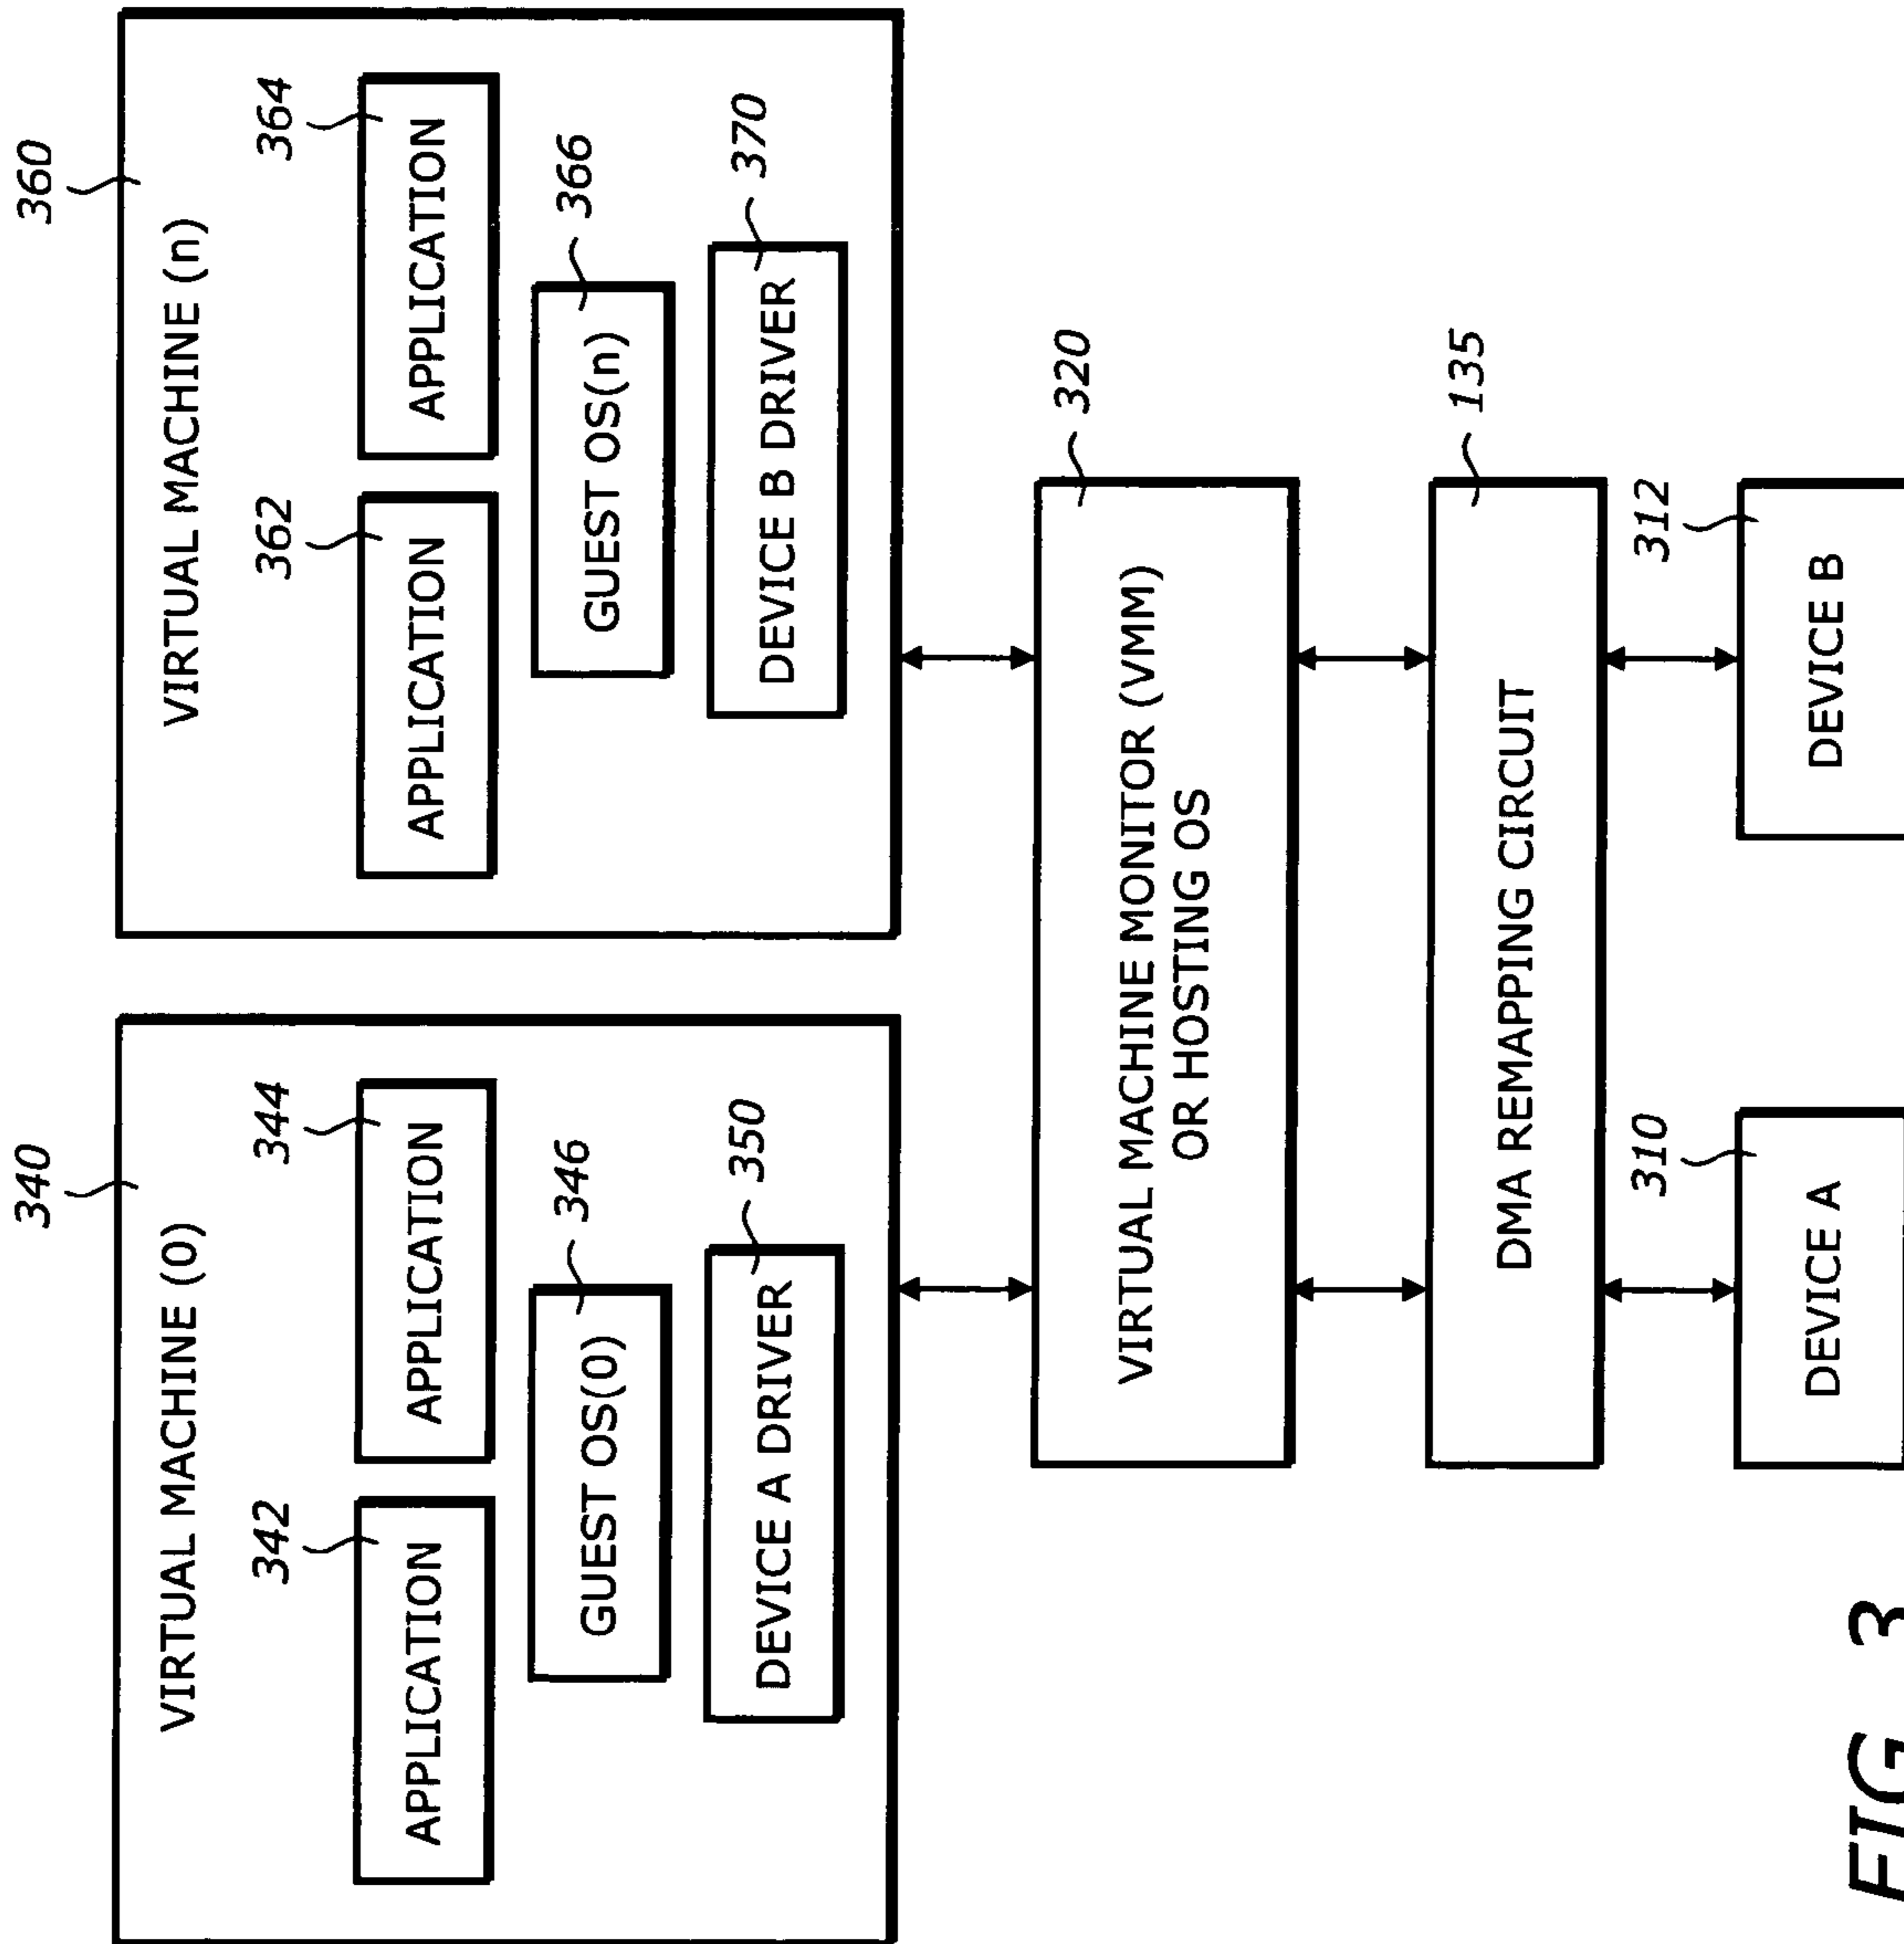 340
VIRTUAL MACHINE (0)
342
344
APPLICATION
APPLICATION
346
GUEST OS(0)
350
DEVICE A DRIVER
360
VIRTUAL MACHINE (n)
362
364
APPLICATION
APPLICATION
366
GUEST OS(n)
370
DEVICE B DRIVER
320
VIRTUAL MACHINE MONITOR (VMM)
OR HOSTING OS
135
DMA REMAPPING CIRCUIT
310
DEVICE A
312
DEVICE B
FIG. 3